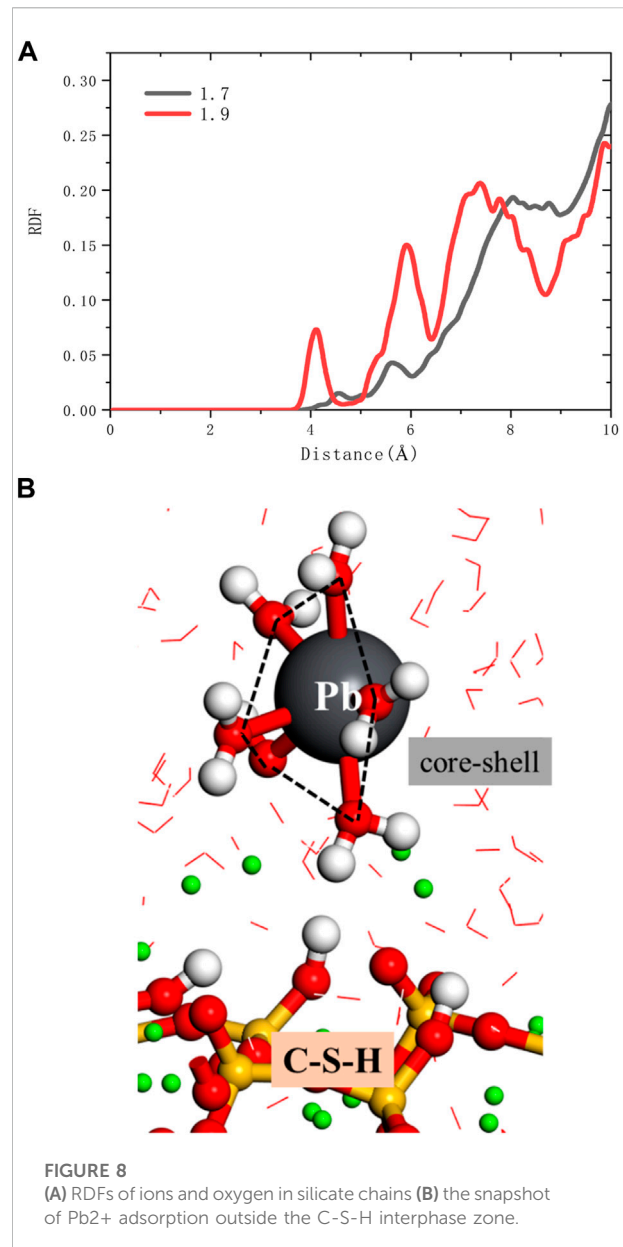 A
0.30
0.25
0.20
0.15
0.10
0.05
0.00
RDF
1.7
1.9
0
2
4
6
8
10
Distance(Å)
B
Pb
core-shell
C-S-H
FIGURE 8
(A) RDFs of ions and oxygen in silicate chains (B) the snapshot
of Pb2+ adsorption outside the C-S-H interphase zone.